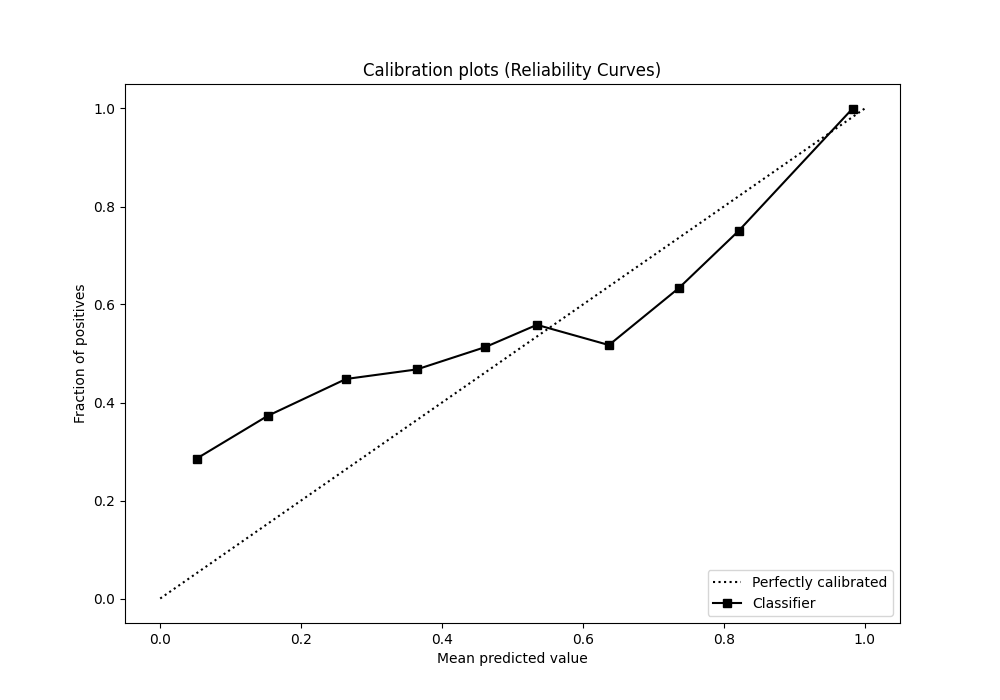 Calibration plots (Reliability Curves)
1.0
0.8
0.6
0.4
0.2
0.0
Fraction of positives
Perfectly calibrated
Classifier
0.0 0.2 0.4 0.6 0.8 1.0
Mean predicted value